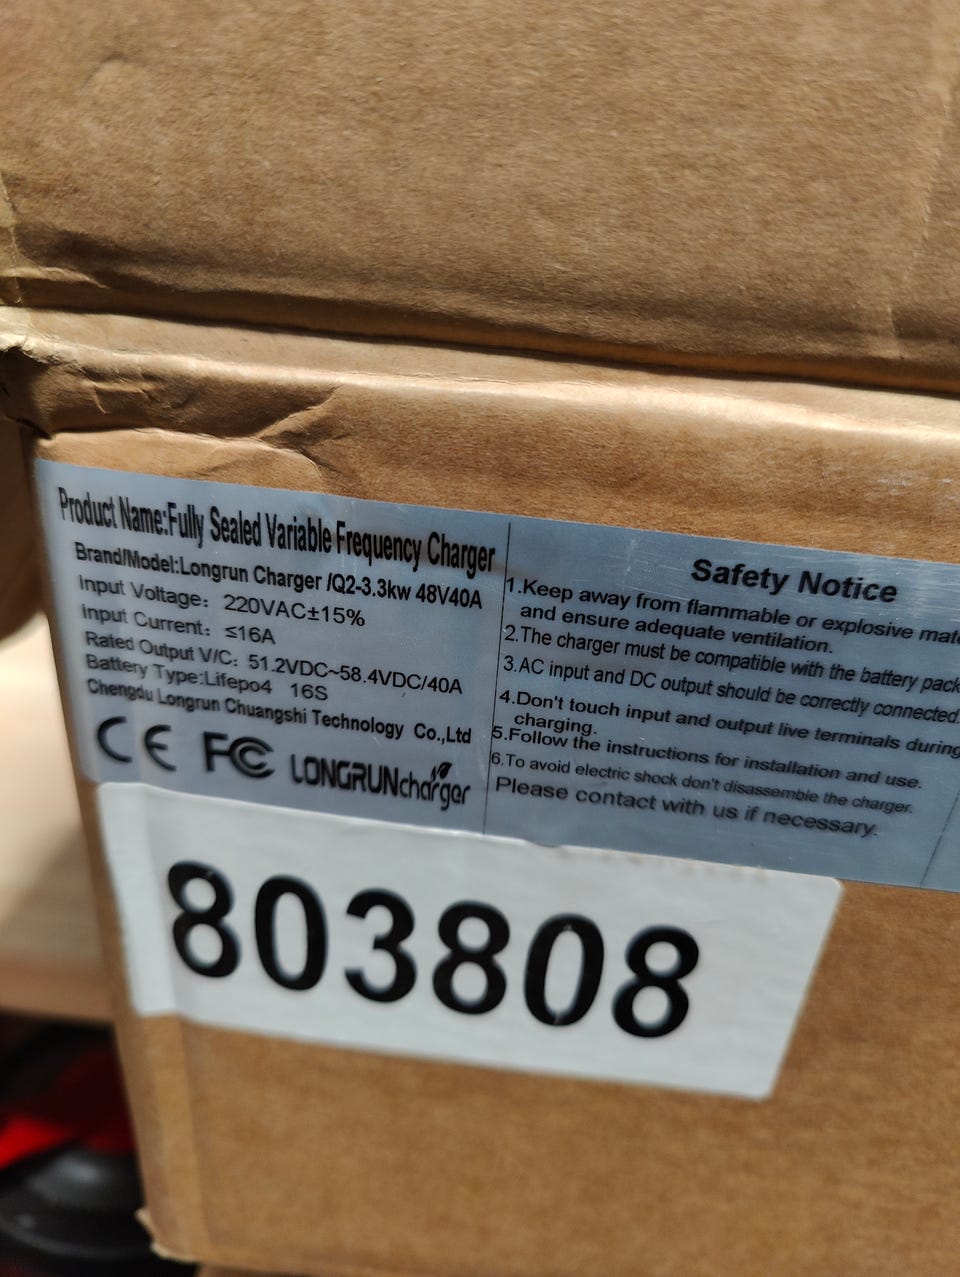 Product Name:Fully Sealed Variable Frequency Charger
Brand/Model:Longrun Charger /Q2-3.3kw 48V40A
Input Voltage: 220VAC±15%
Input Current: ≤16A
Rated Output V/C: 51.2VDC~58.4VDC/40A
Battery Type:Lifepo4 16S
Chengdu Longrun Chuangshi Technology Co.,Ltd
CE FCC LONGRUNcharger
Safety Notice
1.Keep away from flammable or explosive mate
and ensure adequate ventilation.
2.The charger must be compatible with the battery pack
3.AC input and DC output should be correctly connected.
4.Don't touch input and output live terminals during
charging.
5.Follow the instructions for installation and use.
6.To avoid electric shock don't disassemble the charger.
Please contact with us if necessary.
803808